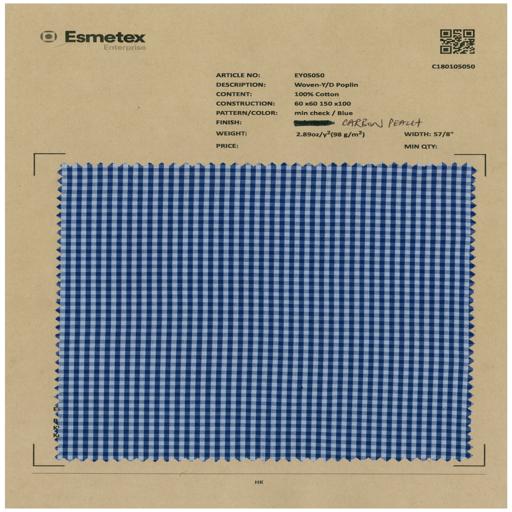 Esmetex
Enterprise
C180105050
ARTICLE NO: EY05050
DESCRIPTION: Woven-Y/D Poplin
CONTENT: 100% Cotton
CONSTRUCTION: 60 x60 150 x100
PATTERN/COLOR: min check / Blue
FINISH: CARBON PEACH
WEIGHT: 2.89oz/y²(98 g/m²) WIDTH: 57/8"
PRICE: MIN QTY:
HK